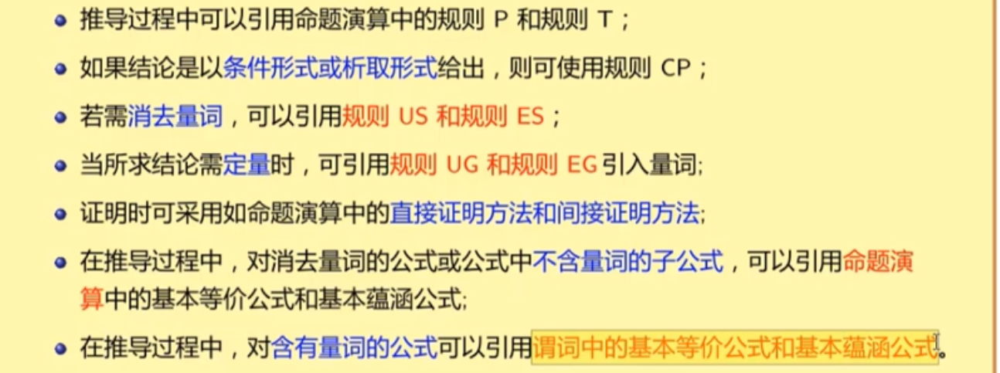 推导过程中可以引用命题演算中的规则 P 和规则 T；
如果结论是以条件形式或析取形式给出，则可使用规则 CP；
若需消去量词，可以引用规则 US 和规则 ES；
当所求结论需定量时，可引用规则 UG 和规则 EG引入量词;
证明时可采用如命题演算中的直接证明方法和间接证明方法;
在推导过程中，对消去量词的公式或公式中不含量词的子公式，可以引用命题演
算中的基本等价公式和基本蕴涵公式;
在推导过程中，对含有量词的公式可以引用谓词中的基本等价公式和基本蕴涵公式。